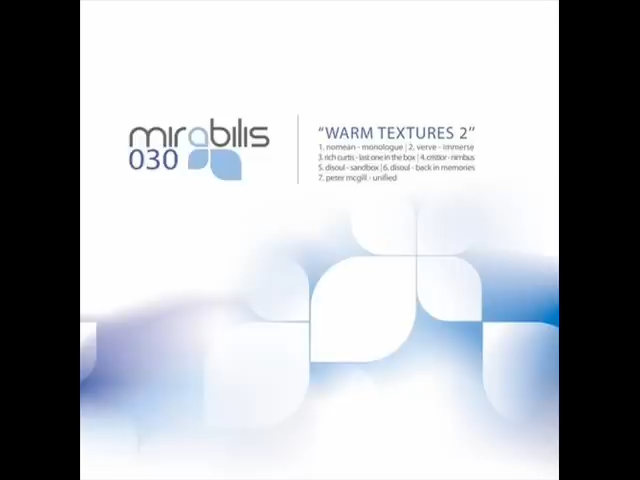 mirabilis
030
"WARM TEXTURES 2"
1. nomean - monologue | 2. verve - immerse
3. rich curtis - last one in the box | 4. cristior - nimbus
5. disoul - sandbox | 6. disoul - back in memories
7. peter mcgill - unified